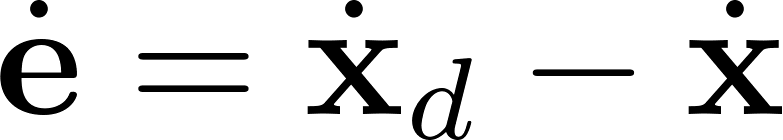 ė = ẋ_d − ẋ